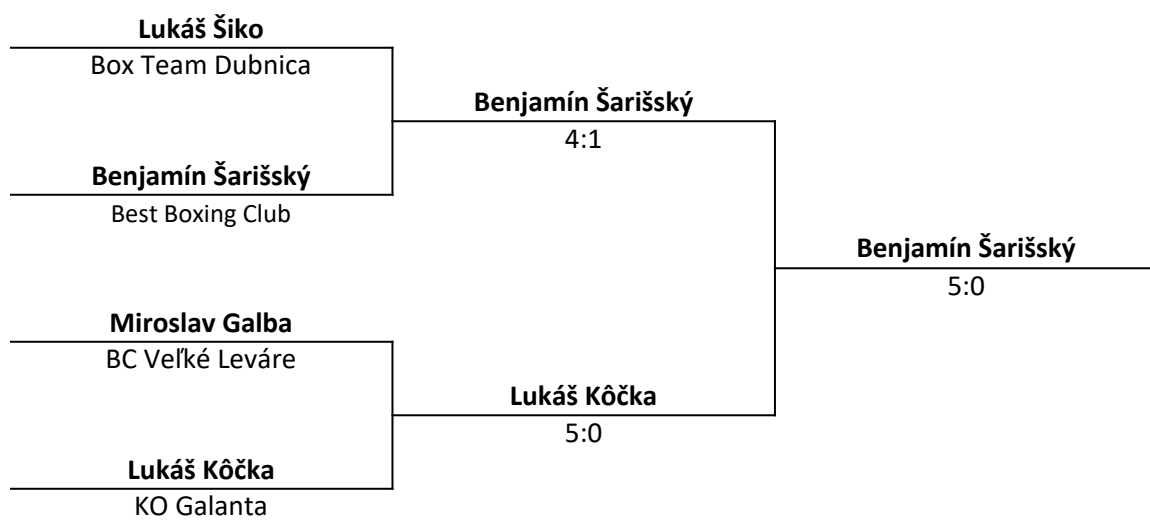 Lukáš Šiko
Box Team Dubnica
Benjamín Šarišský
4:1
Benjamín Šarišský
Best Boxing Club
Benjamín Šarišský
5:0
Miroslav Galba
BC Veľké Leváre
Lukáš Kôčka
5:0
Lukáš Kôčka
KO Galanta